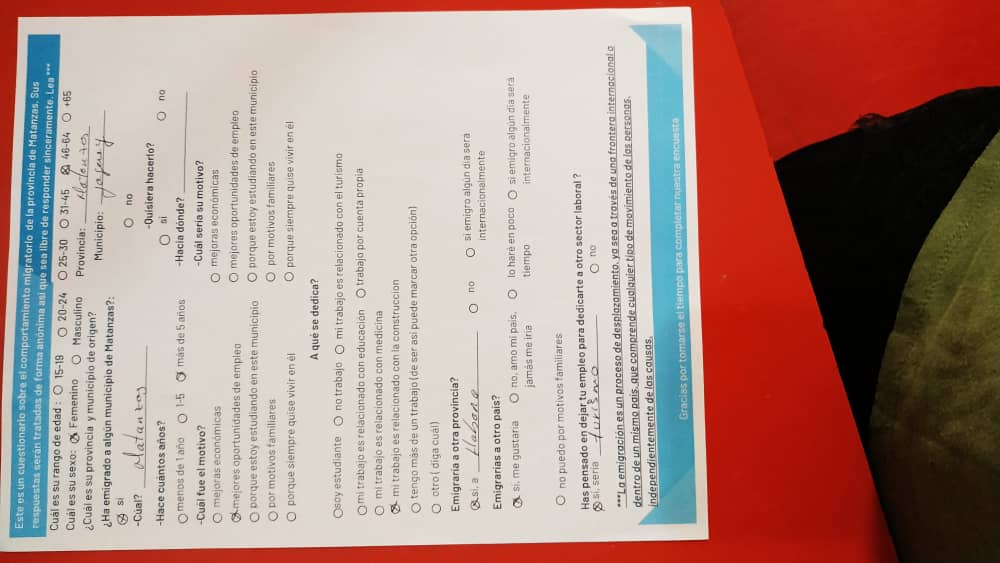 Este es un cuestionario sobre el comportamiento migratorio de la provincia de Matanzas. Sus
respuestas serán tratadas de forma anónima así que sea libre de responder sinceramente. Lea ***
Cuál es su rango de edad : 15-19 20-24 25-30 31-45 46-64 +65
Cuál es su sexo: Femenino Masculino
¿Cuál es su provincia y municipio de origen? Provincia: Matanzas
Municipio:
¿Ha emigrado a algún municipio de Matanzas?:
si
-Cual? Matanzas
-Hace cuántos años?
menos de 1 año 1-5 más de 5 años
-Cuál fue el motivo?
mejoras económicas
mejores oportunidades de empleo
porque estoy estudiando en este municipio
por motivos familiares
porque siempre quise vivir en él
no
-Quisiera hacerlo?
si no
-Hacia dónde?
-Cuál seria su motivo?
mejoras económicas
mejores oportunidades de empleo
porque estoy estudiando en este municipio
por motivos familiares
porque siempre quise vivir en él
A qué se dedica?
soy estudiante no trabajo mi trabajo es relacionado con el turismo
mi trabajo es relacionado con educación trabajo por cuenta propia
mi trabajo es relacionado con medicina
mi trabajo es relacionado con la construccion
tengo más de un trabajo(de ser así puede marcar otra opción)
otro ( diga cuál)
Emigraría a otra provincia?
si, a Habana no si emigro algún dia sera
internacionalmente
Emigrarías a otro pais?
si, me gustaria no, amo mi país, lo haré en poco si emigro algún dia será
jamás me iría tiempo internacionalmente
no puedo por motivos familiares
Has pensado en dejar tu empleo para dedicarte a otro sector laboral ?
si, seria turismo no
***La emigración es un proceso de desplazamiento, ya sea a través de una frontera internacional o
dentro de un mismo país, que comprende cualquier tipo de movimiento de las personas,
independientemente de las causas.
Gracias por tomarse el tiempo para completar nuestra encuesta